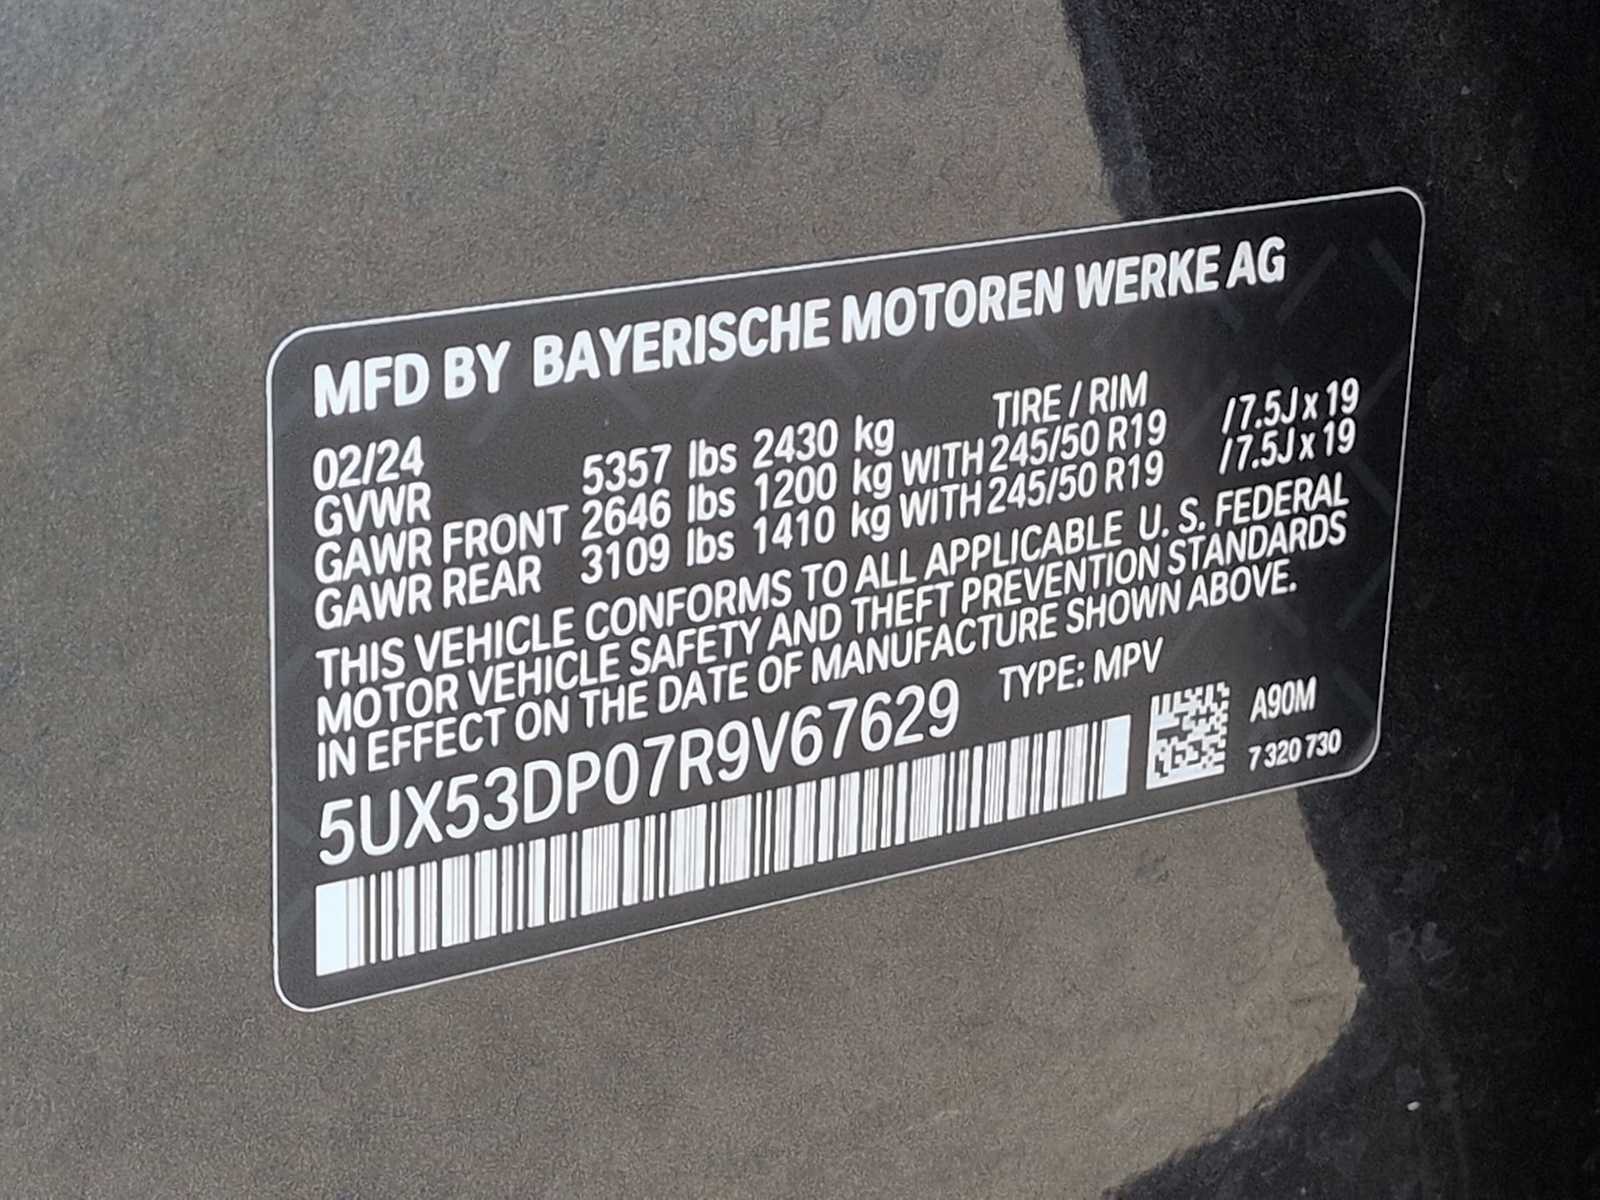 MFD BY BAYERISCHE MOTOREN WERKE AG
02/24 TIRE / RIM
GVWR 5357 lbs 2430 kg
GAWR FRONT 2646 lbs 1200 kg WITH 245/50 R19 /7.5J x 19
GAWR REAR 3109 lbs 1410 kg WITH 245/50 R19 /7.5J x 19
THIS VEHICLE CONFORMS TO ALL APPLICABLE U. S. FEDERAL
MOTOR VEHICLE SAFETY AND THEFT PREVENTION STANDARDS
IN EFFECT ON THE DATE OF MANUFACTURE SHOWN ABOVE.
5UX53DP07R9V67629 TYPE: MPV
A90M
7 320 730